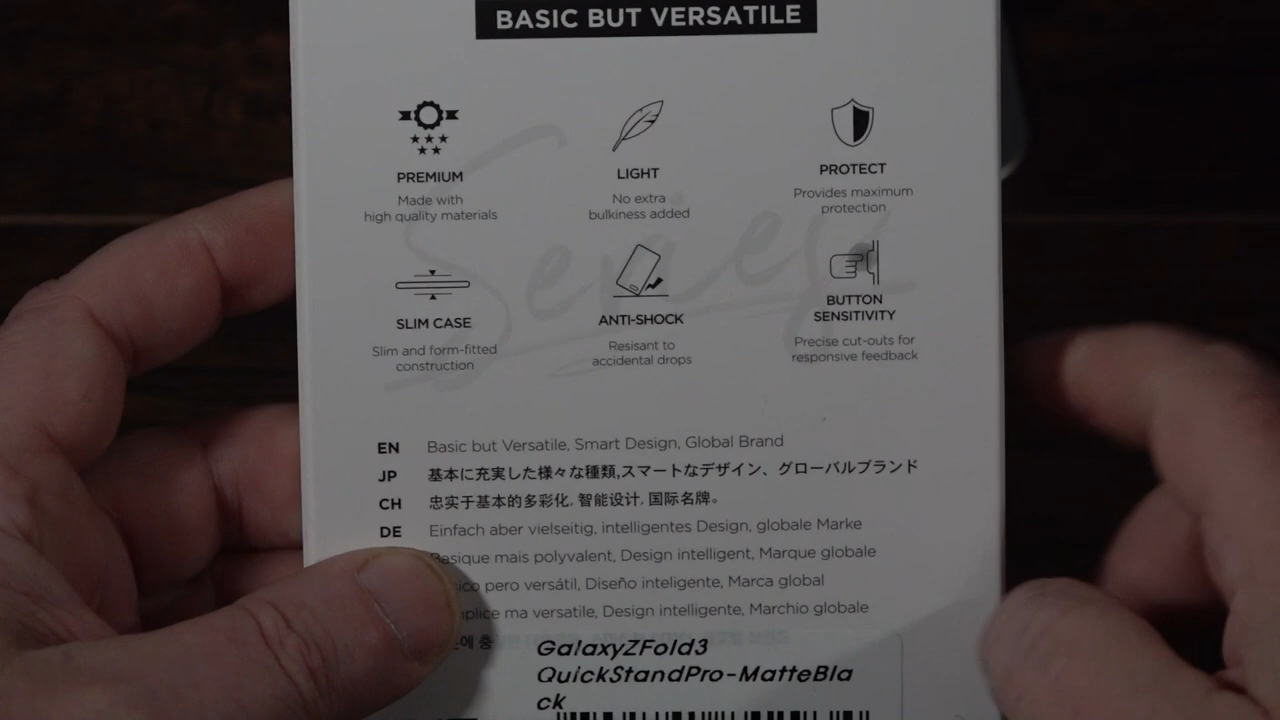 BASIC BUT VERSATILE
PREMIUM
Made with
high quality materials
LIGHT
No extra
bulkiness added
PROTECT
Provides maximum
protection
SLIM CASE
Slim and form-fitted
construction
ANTI-SHOCK
Resisant to
accidental drops
BUTTON
SENSITIVITY
Precise cut-outs for
responsive feedback
Series
EN Basic but Versatile, Smart Design, Global Brand
JP 基本に充実した様々な種類,スマートなデザイン、グローバルブランド
CH 忠实于基本的多彩化, 智能设计, 国际名牌。
DE Einfach aber vielseitig, intelligentes Design, globale Marke
Basique mais polyvalent, Design intelligent, Marque globale
pero versátil, Diseño inteligente, Marca global
ma versatile, Design intelligente, Marchio globale
GalaxyZFold3
QuickStandPro-MatteBla
ck